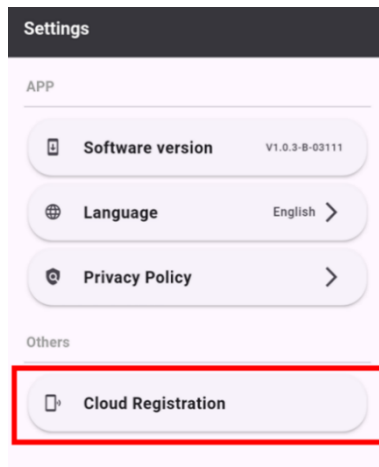 Settings
APP
Software version V1.0.3-B-03111
Language English
Privacy Policy
Others
Cloud Registration